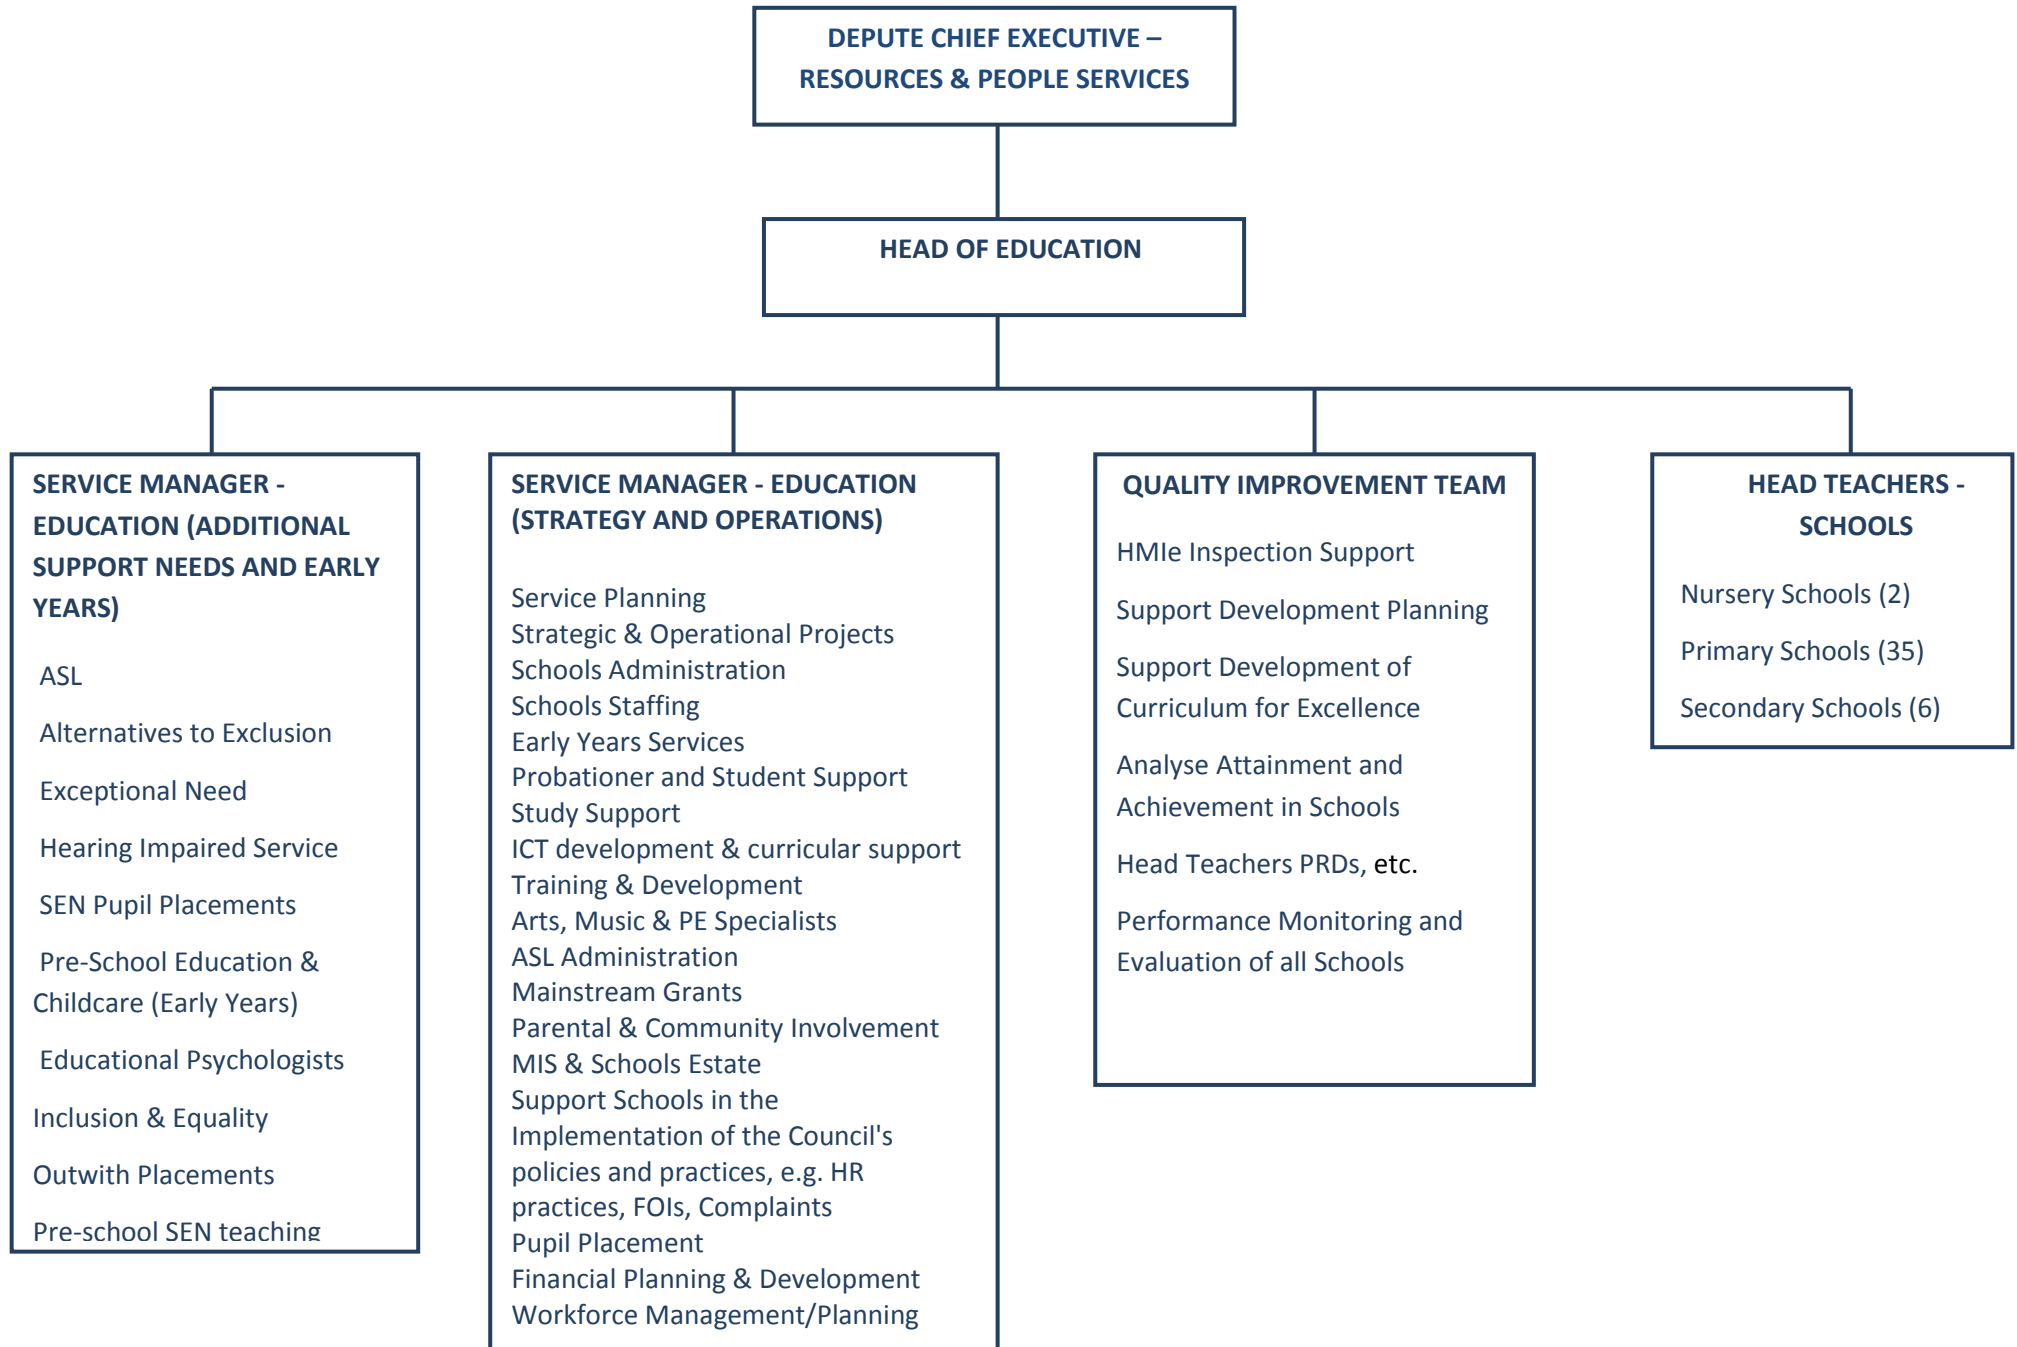 DEPUTE CHIEF EXECUTIVE –
RESOURCES & PEOPLE SERVICES
HEAD OF EDUCATION
SERVICE MANAGER -
EDUCATION (ADDITIONAL
SUPPORT NEEDS AND EARLY
YEARS)
ASL
Alternatives to Exclusion
Exceptional Need
Hearing Impaired Service
SEN Pupil Placements
Pre-School Education &
Childcare (Early Years)
Educational Psychologists
Inclusion & Equality
Outwith Placements
Pre-school SEN teaching
SERVICE MANAGER - EDUCATION
(STRATEGY AND OPERATIONS)
Service Planning
Strategic & Operational Projects
Schools Administration
Schools Staffing
Early Years Services
Probationer and Student Support
Study Support
ICT development & curricular support
Training & Development
Arts, Music & PE Specialists
ASL Administration
Mainstream Grants
Parental & Community Involvement
MIS & Schools Estate
Support Schools in the
Implementation of the Council's
policies and practices, e.g. HR
practices, FOIs, Complaints
Pupil Placement
Financial Planning & Development
Workforce Management/Planning
QUALITY IMPROVEMENT TEAM
HMIe Inspection Support
Support Development Planning
Support Development of
Curriculum for Excellence
Analyse Attainment and
Achievement in Schools
Head Teachers PRDs, etc.
Performance Monitoring and
Evaluation of all Schools
HEAD TEACHERS -
SCHOOLS
Nursery Schools (2)
Primary Schools (35)
Secondary Schools (6)